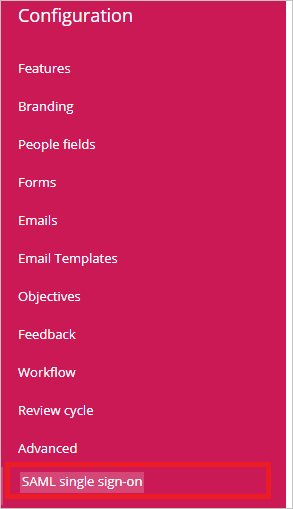 Configuration
Features
Branding
People fields
Forms
Emails
Email Templates
Objectives
Feedback
Workflow
Review cycle
Advanced
SAML single sign-on